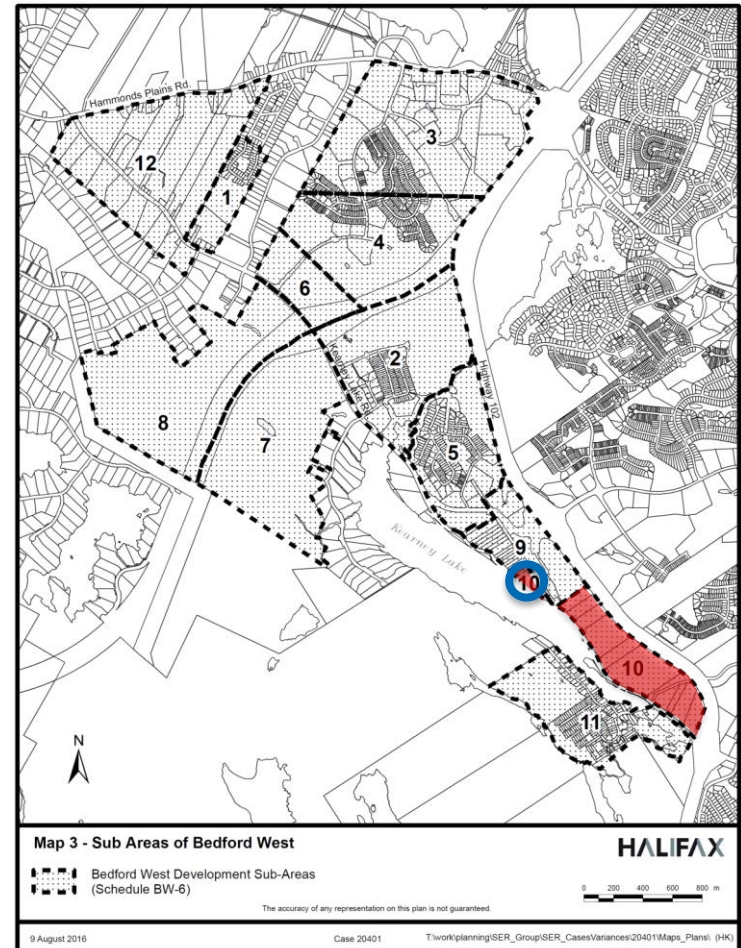 Hammonds Plains Rd.
3
12
1
4
6
Kearney Lake Rd
2
Highway 102
8
7
5
9
Kearney Lake
10
10
11
N
Map 3 - Sub Areas of Bedford West
HALIFAX
Bedford West Development Sub-Areas
(Schedule BW-6)
0 200 400 600 800 m
The accuracy of any representation on this plan is not guaranteed.
9 August 2016 Case 20401 T:\work\planning\SER_Group\SER_CasesVariances\20401\Maps_Plans\ (HK)